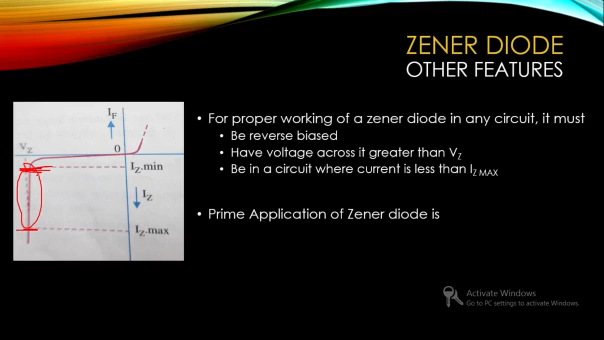 ZENER DIODE
OTHER FEATURES
• For proper working of a zener diode in any circuit, it must
• Be reverse biased
• Have voltage across it greater than VZ
• Be in a circuit where current is less than IZ MAX
• Prime Application of Zener diode is
IF
VZ
0
IZ.min
IZ
IZ.max
Activate Windows
Go to PC settings to activate Windows.